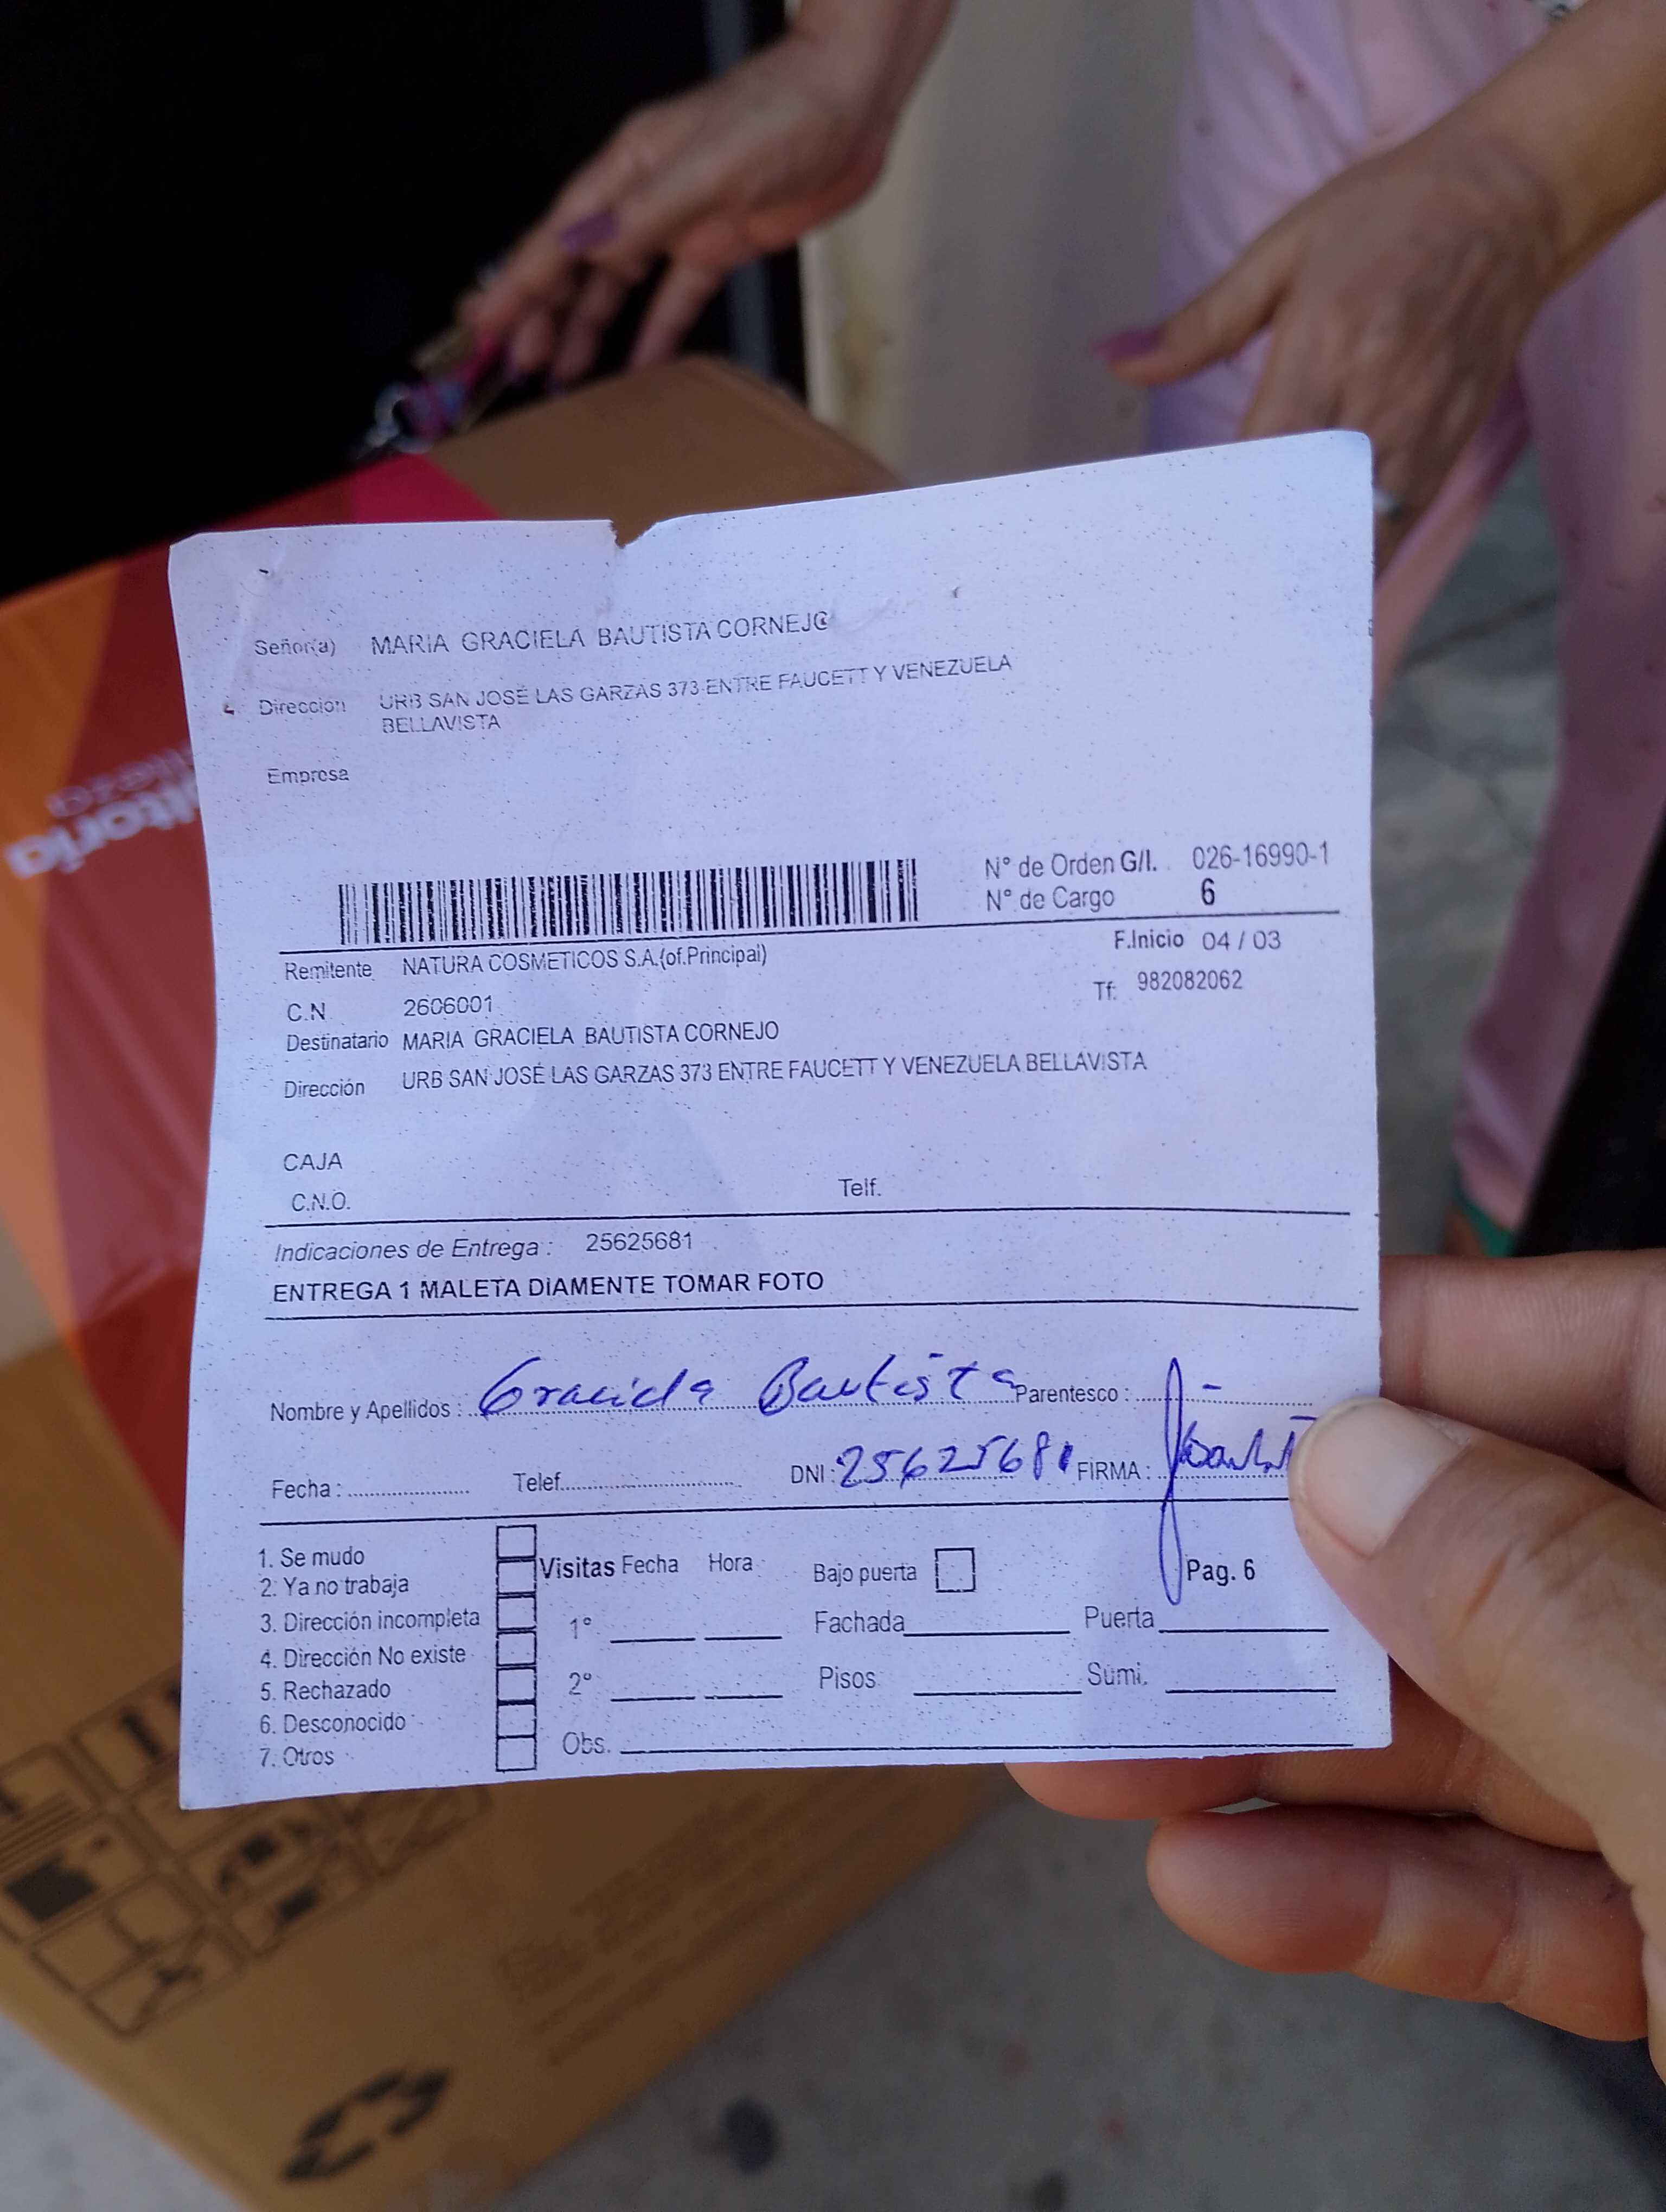 Señor(a) MARIA GRACIELA BAUTISTA CORNEJO
Dirección URB SAN JOSÉ LAS GARZAS 373 ENTRE FAUCETT Y VENEZUELA
BELLAVISTA
Empresa
N° de Orden G/I. 026-16990-1
N° de Cargo 6
Remitente NATURA COSMETICOS S.A.(of.Principal)
F.Inicio 04 / 03
C.N 2606001
Tf: 982082062
Destinatario MARIA GRACIELA BAUTISTA CORNEJO
Dirección URB SAN JOSÉ LAS GARZAS 373 ENTRE FAUCETT Y VENEZUELA BELLAVISTA
CAJA
C.N.O. Telf.
Indicaciones de Entrega : 25625681
ENTREGA 1 MALETA DIAMENTE TOMAR FOTO
Nombre y Apellidos : Graciela Bautista Parentesco : -
Fecha : Telef. DNI : 25625681 FIRMA :
1. Se mudo
2. Ya no trabaja
3. Dirección incompleta
4. Dirección No existe
5. Rechazado
6. Desconocido
7. Otros
Visitas Fecha Hora
1°
2°
Obs.
Bajo puerta Pag. 6
Fachada Puerta
Pisos Sumi.